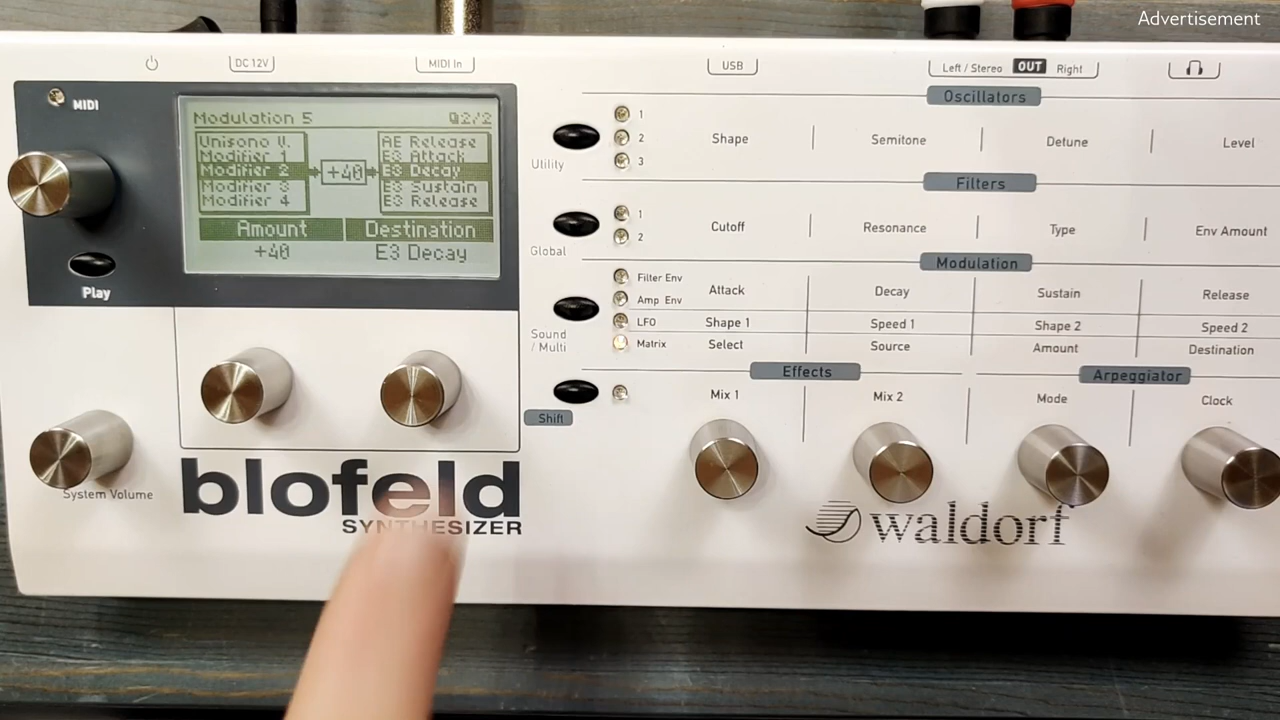 Advertisement
DC 12V
MIDI In
USB
Left / Stereo OUT Right
MIDI
Modulation 5 02/2
Unisono U. AE Release
Modifier 1 E3 Attack
Modifier 2 +40 E3 Decay
Modifier 3 E3 Sustain
Modifier 4 E3 Release
Amount Destination
+40 E3 Decay
Play
System Volume
blofeld
SYNTHESIZER
Utility
Global
Sound
/ Multi
Shift
Oscillators
1
2
3
Shape Semitone Detune Level
Filters
1
2
Cutoff Resonance Type Env Amount
Modulation
Filter Env
Amp Env
Attack Decay Sustain Release
LFO Shape 1 Speed 1 Shape 2 Speed 2
Matrix Select Source Amount Destination
Effects Arpeggiator
Mix 1 Mix 2 Mode Clock
waldorf